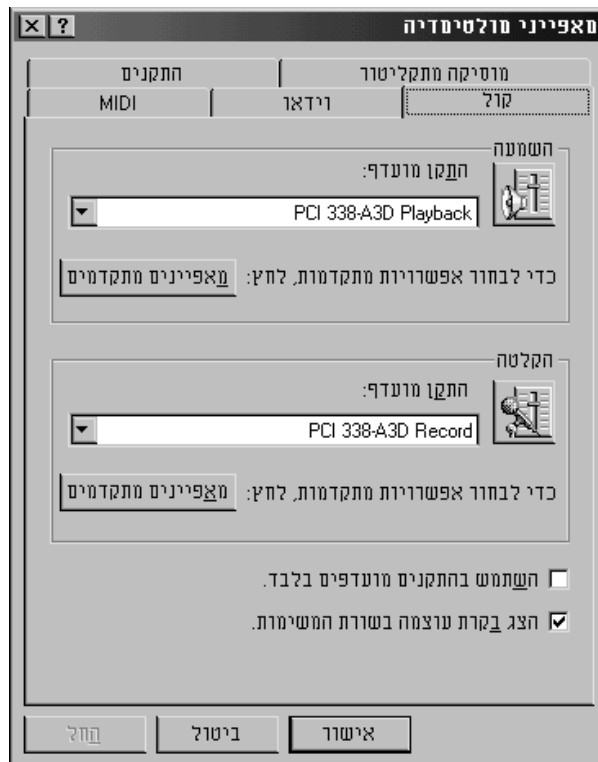 מאפייני מולטימדיה
מוסיקה מתקליטור התקנים
קול וידאו MIDI
השמעה
התקן מועדף:
PCI 338-A3D Playback
כדי לבחור אפשרויות מתקדמות, לחץ: מאפיינים מתקדמים
הקלטה
התקן מועדף:
PCI 338-A3D Record
כדי לבחור אפשרויות מתקדמות, לחץ: מאפיינים מתקדמים
השתמש בהתקנים מועדפים בלבד.
הצג בקרת עוצמה בשורת המשימות.
אישור ביטול החל